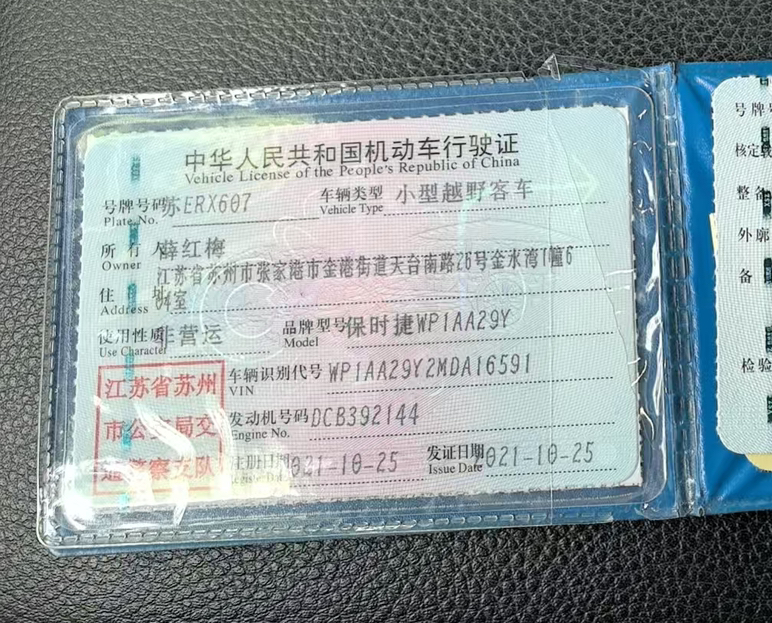 中华人民共和国机动车行驶证
Vehicle License of the People's Republic of China
号牌号码 苏ERX607 车辆类型 小型越野客车
Plate No. Vehicle Type
所有人 薛红梅
Owner
江苏省苏州市张家港市金港街道天台南路26号金水湾1幢6
住址 04室
Address
使用性质 非营运 品牌型号 保时捷WP1AA29Y
Use Character Model
江苏省苏州
市公安局交
通警察支队
车辆识别代号 WP1AA29Y2MDA16591
VIN
发动机号码 DCB392144
Engine No.
注册日期 021-10-25 发证日期 021-10-25
Register Date Issue Date
号牌号
核定载
整备
外廓
备
检验